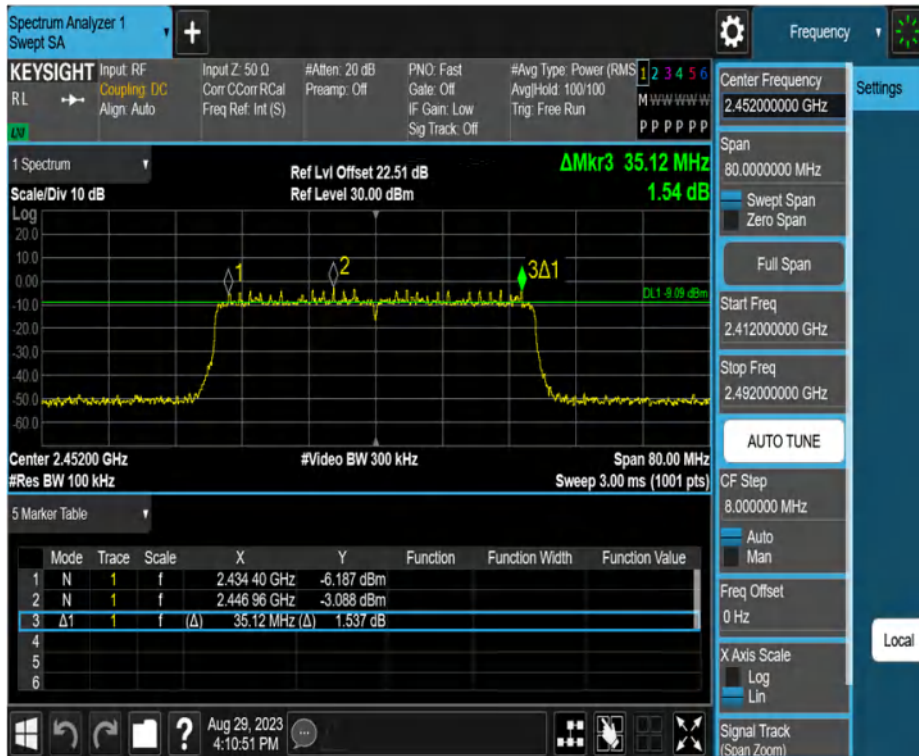 Spectrum Analyzer 1
Swept SA
+
Frequency
KEYSIGHT
Input: RF
Coupling: DC
Align: Auto
Input Z: 50 Ω
Corr CCorr RCal
Freq Ref: Int (S)
#Atten: 20 dB
Preamp: Off
PNO: Fast
Gate: Off
IF Gain: Low
Sig Track: Off
#Avg Type: Power (RMS
Avg|Hold: 100/100
Trig: Free Run
1 2 3 4 5 6
M W W W W W
P P P P P P
RL
LXI
Center Frequency
2.452000000 GHz
Settings
Span
80.0000000 MHz
Swept Span
Zero Span
Full Span
Start Freq
2.412000000 GHz
Stop Freq
2.492000000 GHz
AUTO TUNE
CF Step
8.000000 MHz
Auto
Man
Freq Offset
0 Hz
X Axis Scale
Log
Lin
Signal Track
(Span Zoom)
Local
1 Spectrum
Scale/Div 10 dB
Ref Lvl Offset 22.51 dB
Ref Level 30.00 dBm
ΔMkr3 35.12 MHz
1.54 dB
Log
20.0
10.0
0.00
-10.0
-20.0
-30.0
-40.0
-50.0
-60.0
1
2
3Δ1
DL1 -9.09 dBm
Center 2.45200 GHz
#Video BW 300 kHz
Span 80.00 MHz
#Res BW 100 kHz
Sweep 3.00 ms (1001 pts)
5 Marker Table
Mode Trace Scale X Y Function Function Width Function Value
1 N 1 f 2.434 40 GHz -6.187 dBm
2 N 1 f 2.446 96 GHz -3.088 dBm
3 Δ1 1 f (Δ) 35.12 MHz (Δ) 1.537 dB
4
5
6
?
Aug 29, 2023
4:10:51 PM